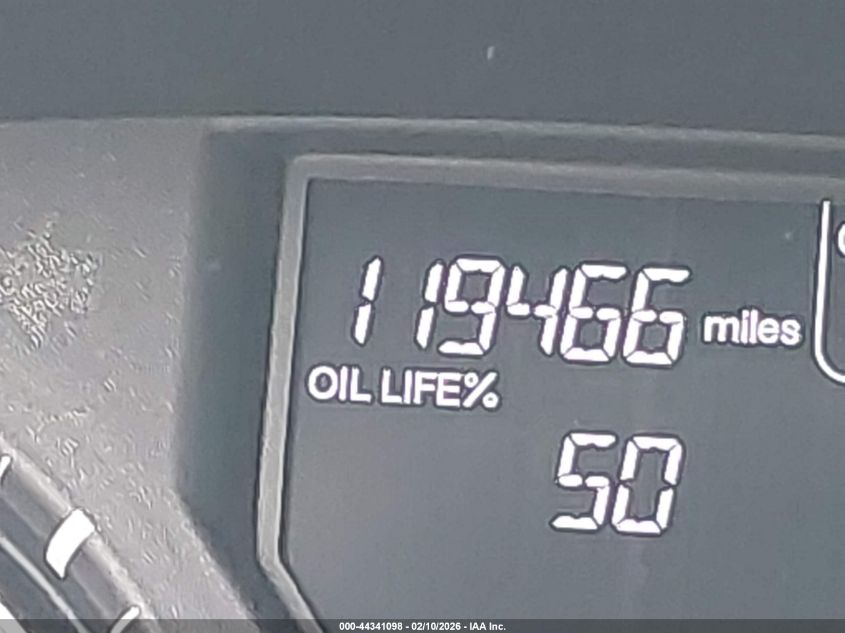 119466 miles
OIL LIFE%
50
000-44341098 - 02/10/2026 - IAA Inc.